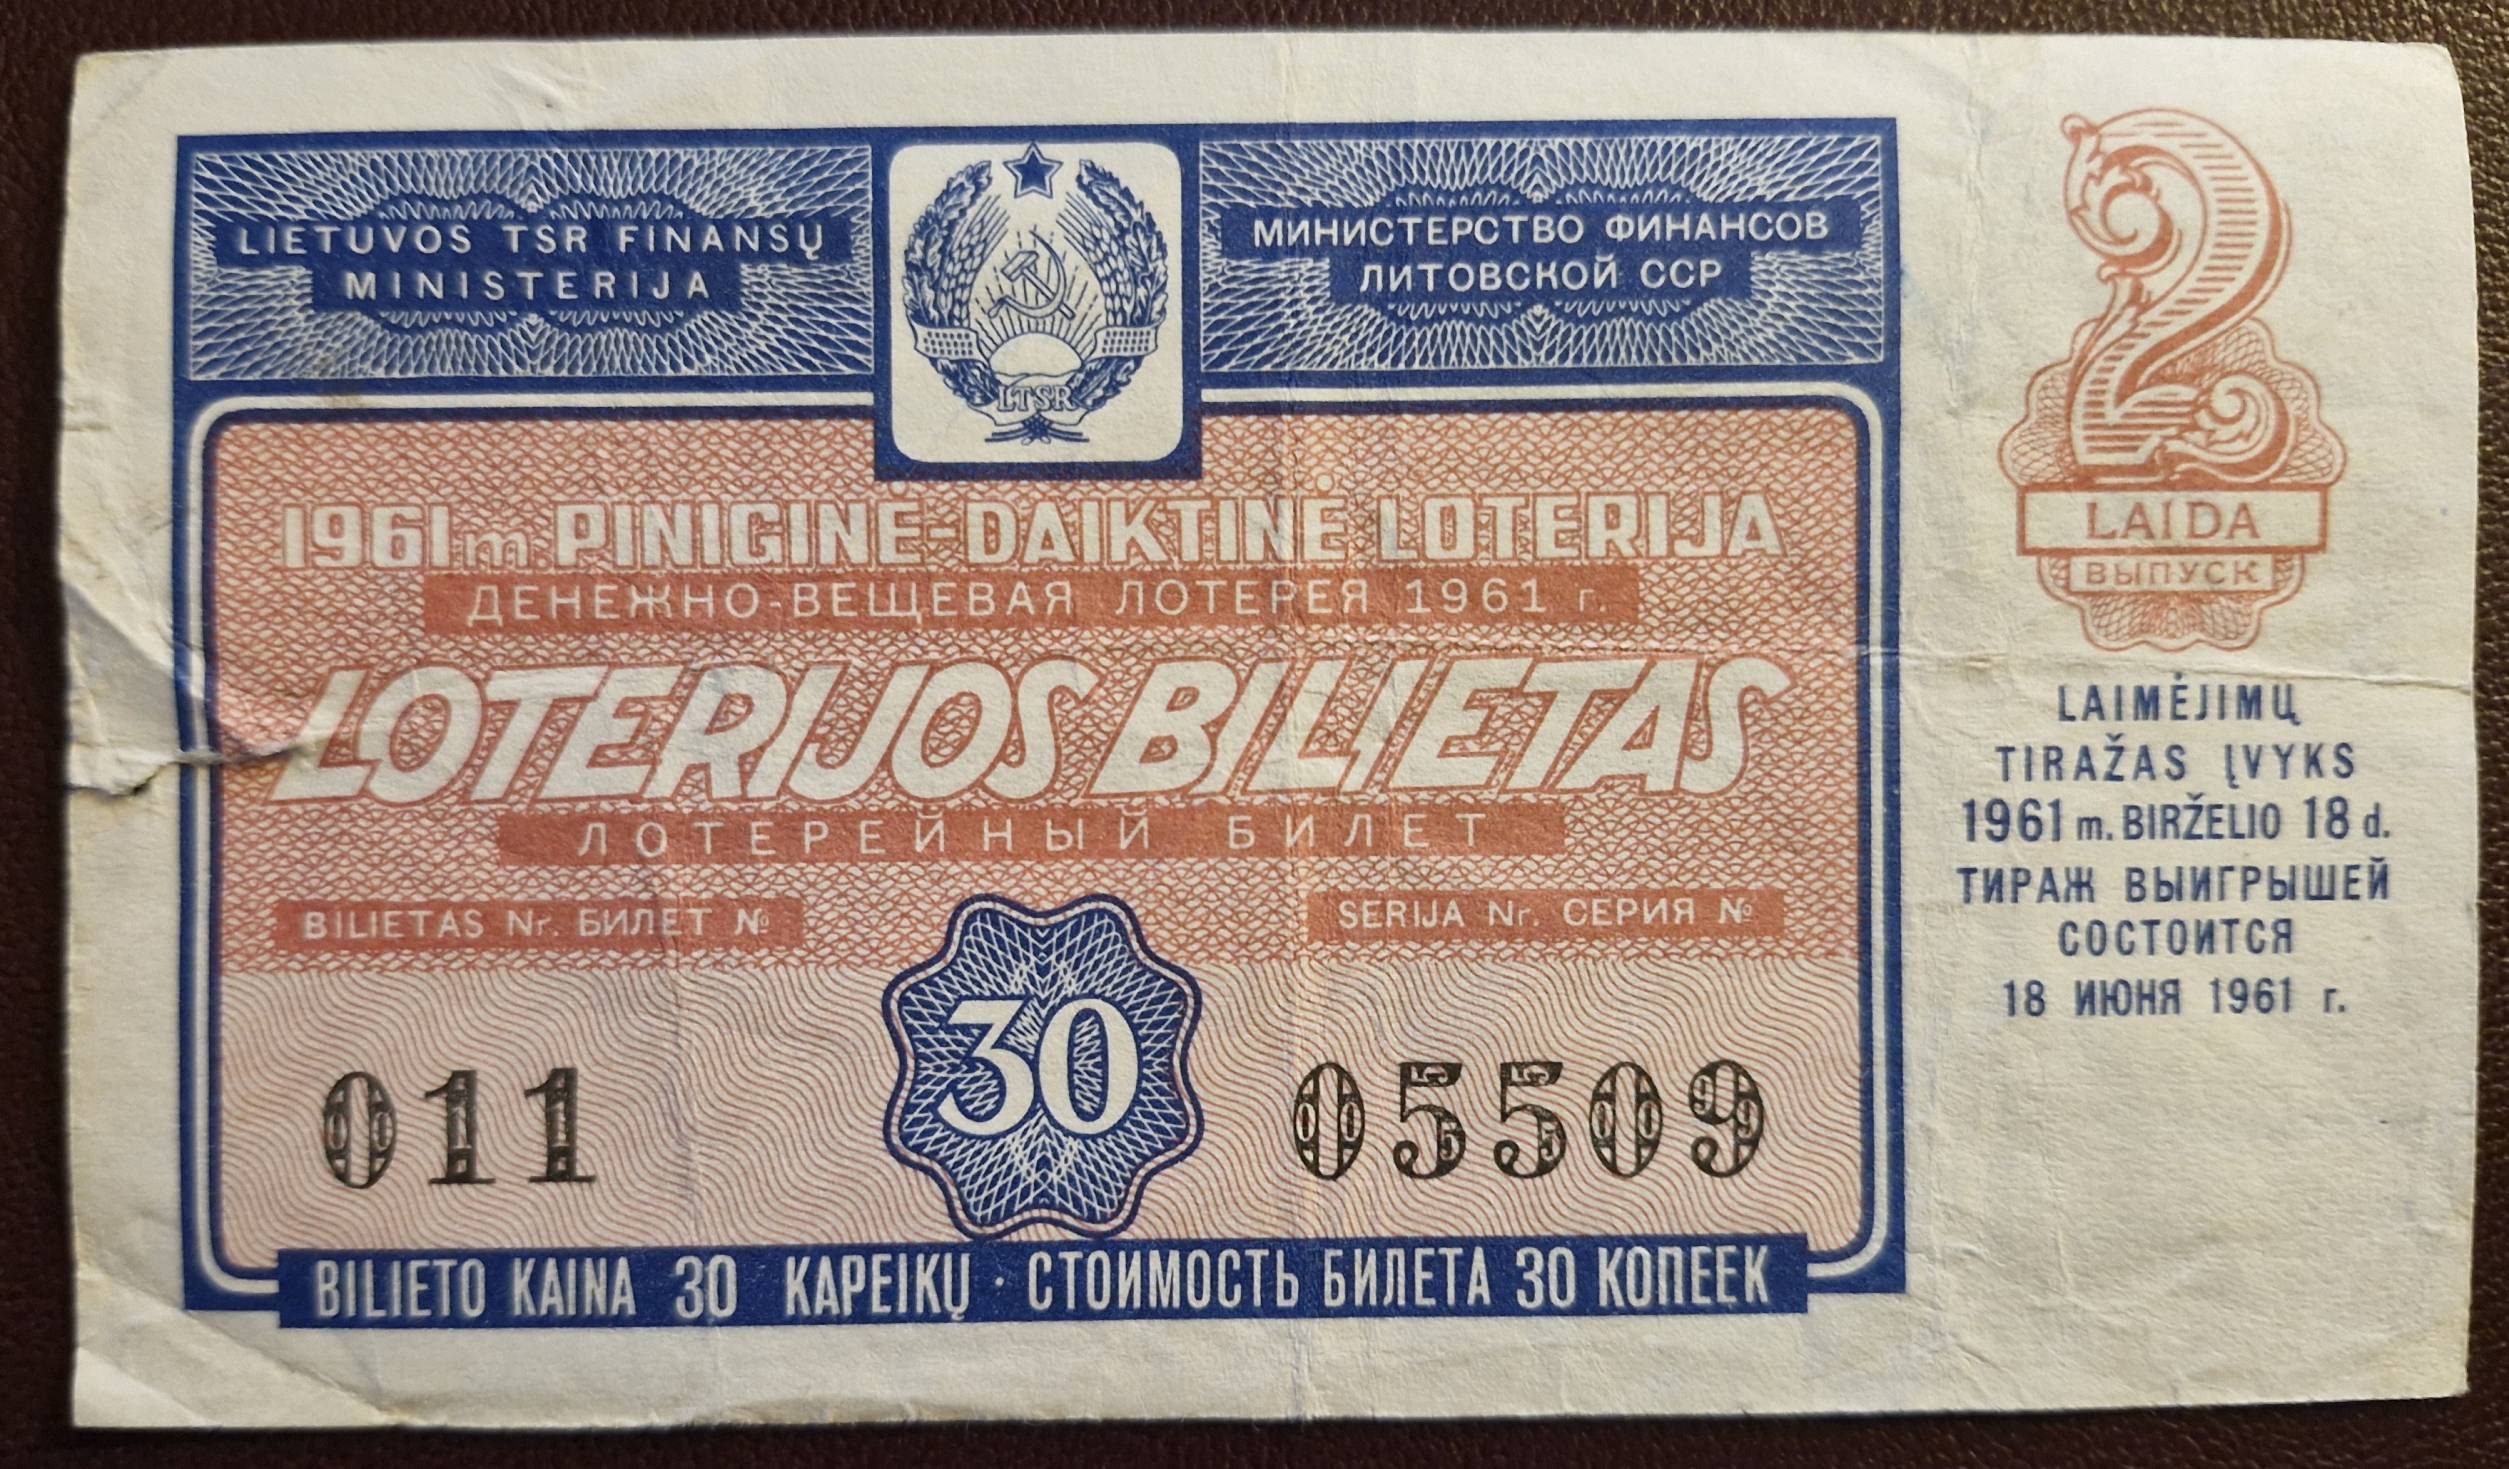 LIETUVOS TSR FINANSŲ
MINISTERIJA
МИНИСТЕРСТВО ФИНАНСОВ
ЛИТОВСКОЙ ССР
LTSR
1961 m. PINIGINĖ-DAIKTINĖ LOTERIJA
ДЕНЕЖНО-ВЕЩЕВАЯ ЛОТЕРЕЯ 1961 г.
LOTERIJOS BILIETAS
ЛОТЕРЕЙНЫЙ БИЛЕТ
BILIETAS Nr. БИЛЕТ №
SERIJA Nr. СЕРИЯ №
011
30
05509
BILIETO KAINA 30 KAPEIKŲ · СТОИМОСТЬ БИЛЕТА 30 КОПЕЕК
2
LAIDA
ВЫПУСК
LAIMĖJIMŲ
TIRAŽAS ĮVYKS
1961 m. BIRŽELIO 18 d.
ТИРАЖ ВЫИГРЫШЕЙ
СОСТОИТСЯ
18 ИЮНЯ 1961 г.